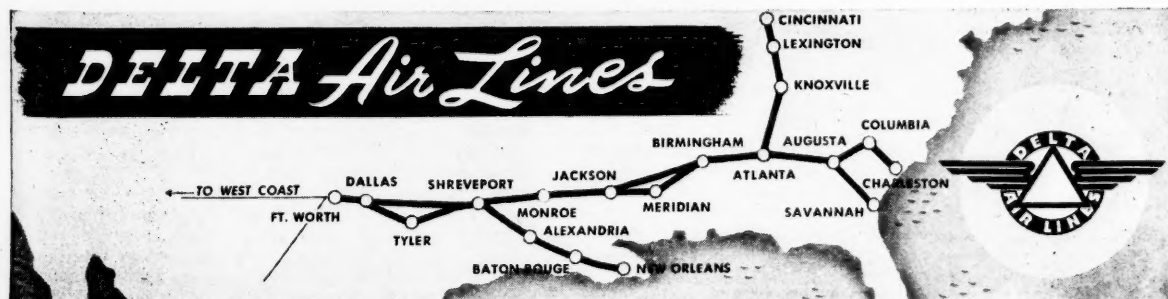 DELTA Air Lines
CINCINNATI
LEXINGTON
KNOXVILLE
BIRMINGHAM
AUGUSTA
COLUMBIA
ATLANTA
CHARLESTON
SAVANNAH
TO WEST COAST
DALLAS
FT. WORTH
TYLER
SHREVEPORT
MONROE
JACKSON
MERIDIAN
ALEXANDRIA
BATON ROUGE
NEW ORLEANS
DELTA
AIR LINES